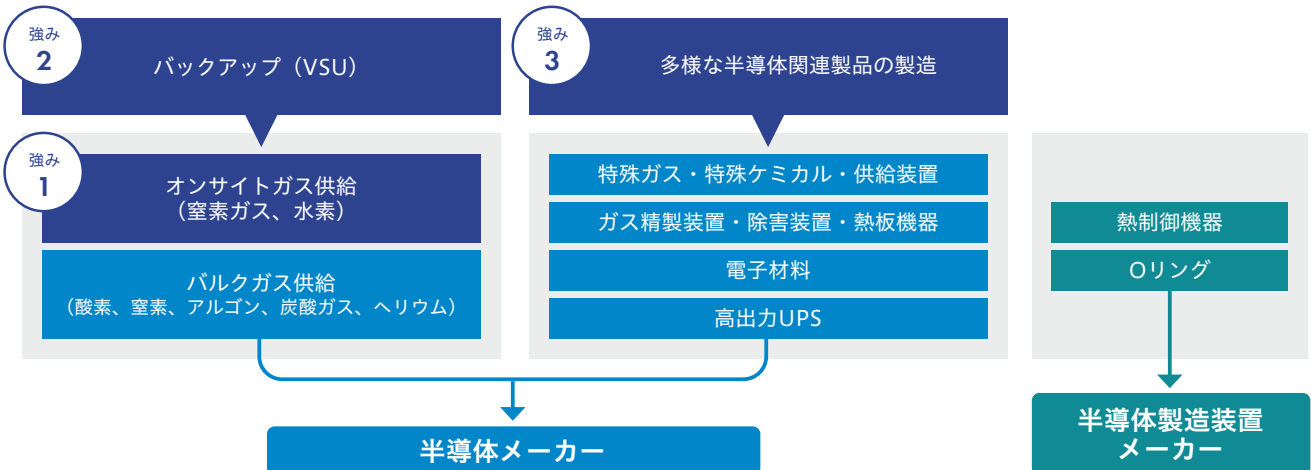 強み
2
バックアップ（VSU）
強み
3
多様な半導体関連製品の製造
強み
1
オンサイトガス供給
（窒素ガス、水素）
バルクガス供給
（酸素、窒素、アルゴン、炭酸ガス、ヘリウム）
特殊ガス・特殊ケミカル・供給装置
ガス精製装置・除害装置・熱板機器
電子材料
高出力UPS
熱制御機器
Oリング
半導体メーカー
半導体製造装置
メーカー